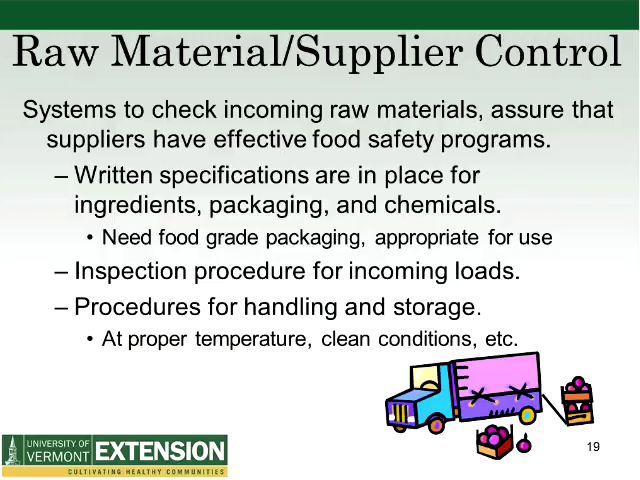 Raw Material/Supplier Control
Systems to check incoming raw materials, assure that
suppliers have effective food safety programs.
– Written specifications are in place for
ingredients, packaging, and chemicals.
• Need food grade packaging, appropriate for use
– Inspection procedure for incoming loads.
– Procedures for handling and storage.
• At proper temperature, clean conditions, etc.
19
UNIVERSITY OF
VERMONT
EXTENSION
CULTIVATING HEALTHY COMMUNITIES